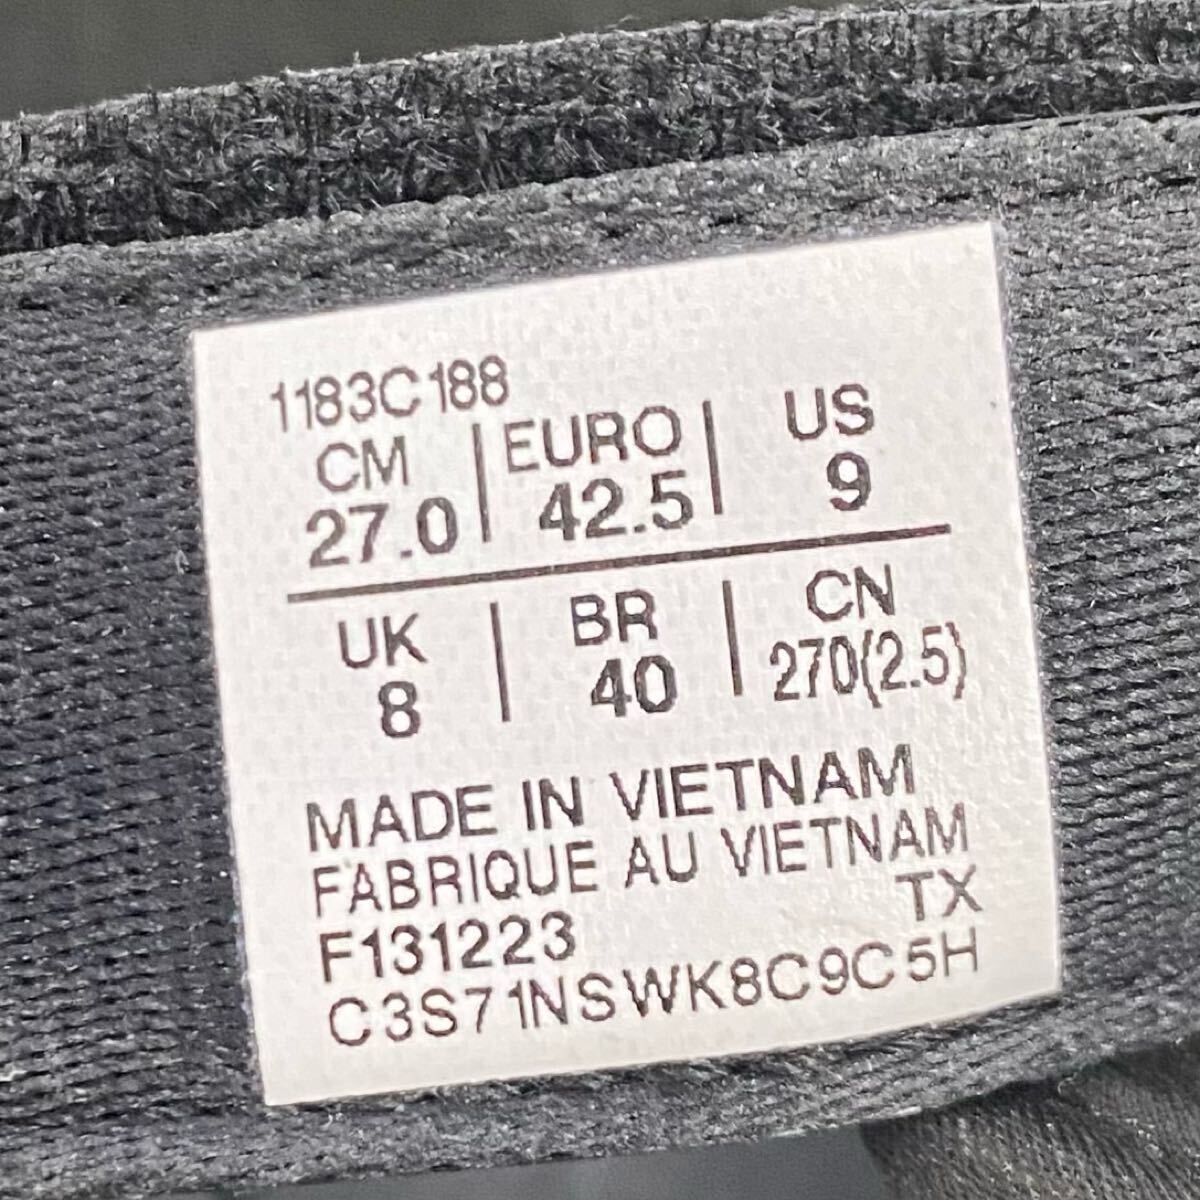 1183C188
CM | EURO | US
27.0 | 42.5 | 9
UK | BR | CN
8 | 40 | 270(2.5)
MADE IN VIETNAM
FABRIQUE AU VIETNAM
F131223 TX
C3S71NSWK8C9C5H